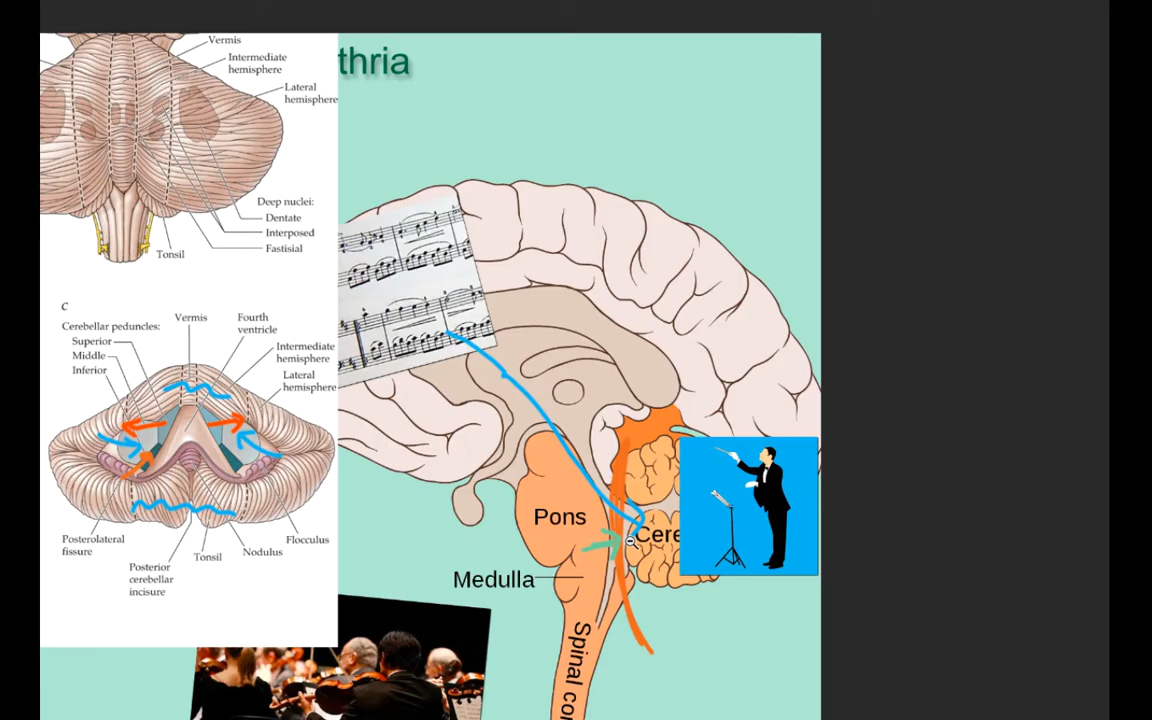 thria
Vermis
Intermediate
hemisphere
Lateral
hemisphere
Deep nuclei:
Dentate
Interposed
Fastisial
Tonsil
C
Cerebellar peduncles:
Superior
Middle
Inferior
Vermis
Fourth
ventricle
Intermediate
hemisphere
Lateral
hemisphere
Posterolateral
fissure
Posterior
cerebellar
incisure
Tonsil
Nodulus
Flocculus
Pons
Cere
Medulla
Spinal co